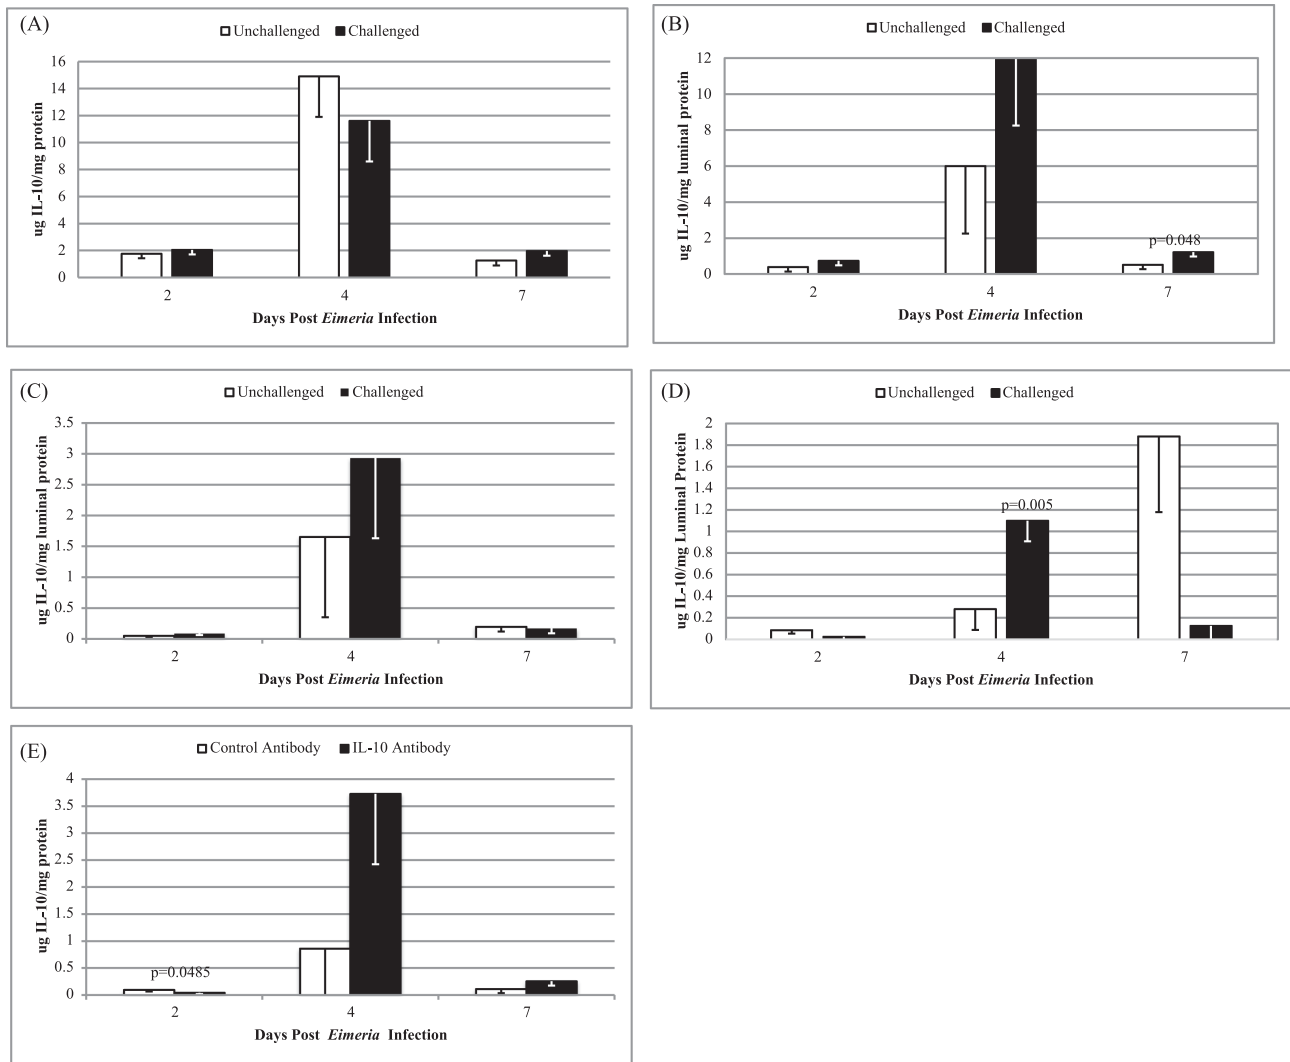 (A)
Unchallenged Challenged
16
14
12
10
8
6
4
2
0
ug IL-10/mg protein
2 4 7
Days Post Eimeria Infection
(B)
Unchallenged Challenged
12
10
8
6
4
2
0
ug IL-10/mg luminal protein
p=0.048
2 4 7
Days Post Eimeria Infection
(C)
Unchallenged Challenged
3.5
3
2.5
2
1.5
1
0.5
0
ug IL-10/mg luminal protein
2 4 7
Days Post Eimeria Infection
(D)
Unchallenged Challenged
2
1.8
1.6
1.4
1.2
1
0.8
0.6
0.4
0.2
0
ug IL-10/mg Luminal Protein
p=0.005
2 4 7
Days Post Eimeria Infection
(E)
Control Antibody IL-10 Antibody
4
3.5
3
2.5
2
1.5
1
0.5
0
ug IL-10/mg protein
p=0.0485
2 4 7
Days Post Eimeria Infection